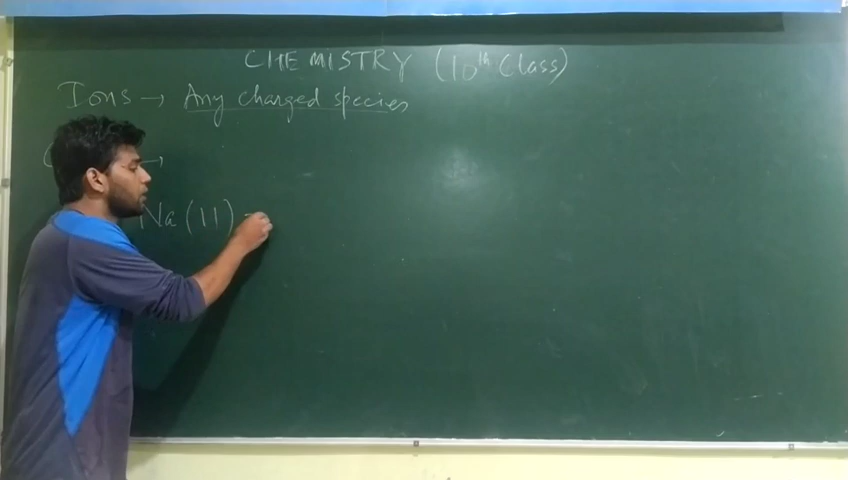 CHEMISTRY (10th Class)
Ions → Any charged species
→
Na (11)